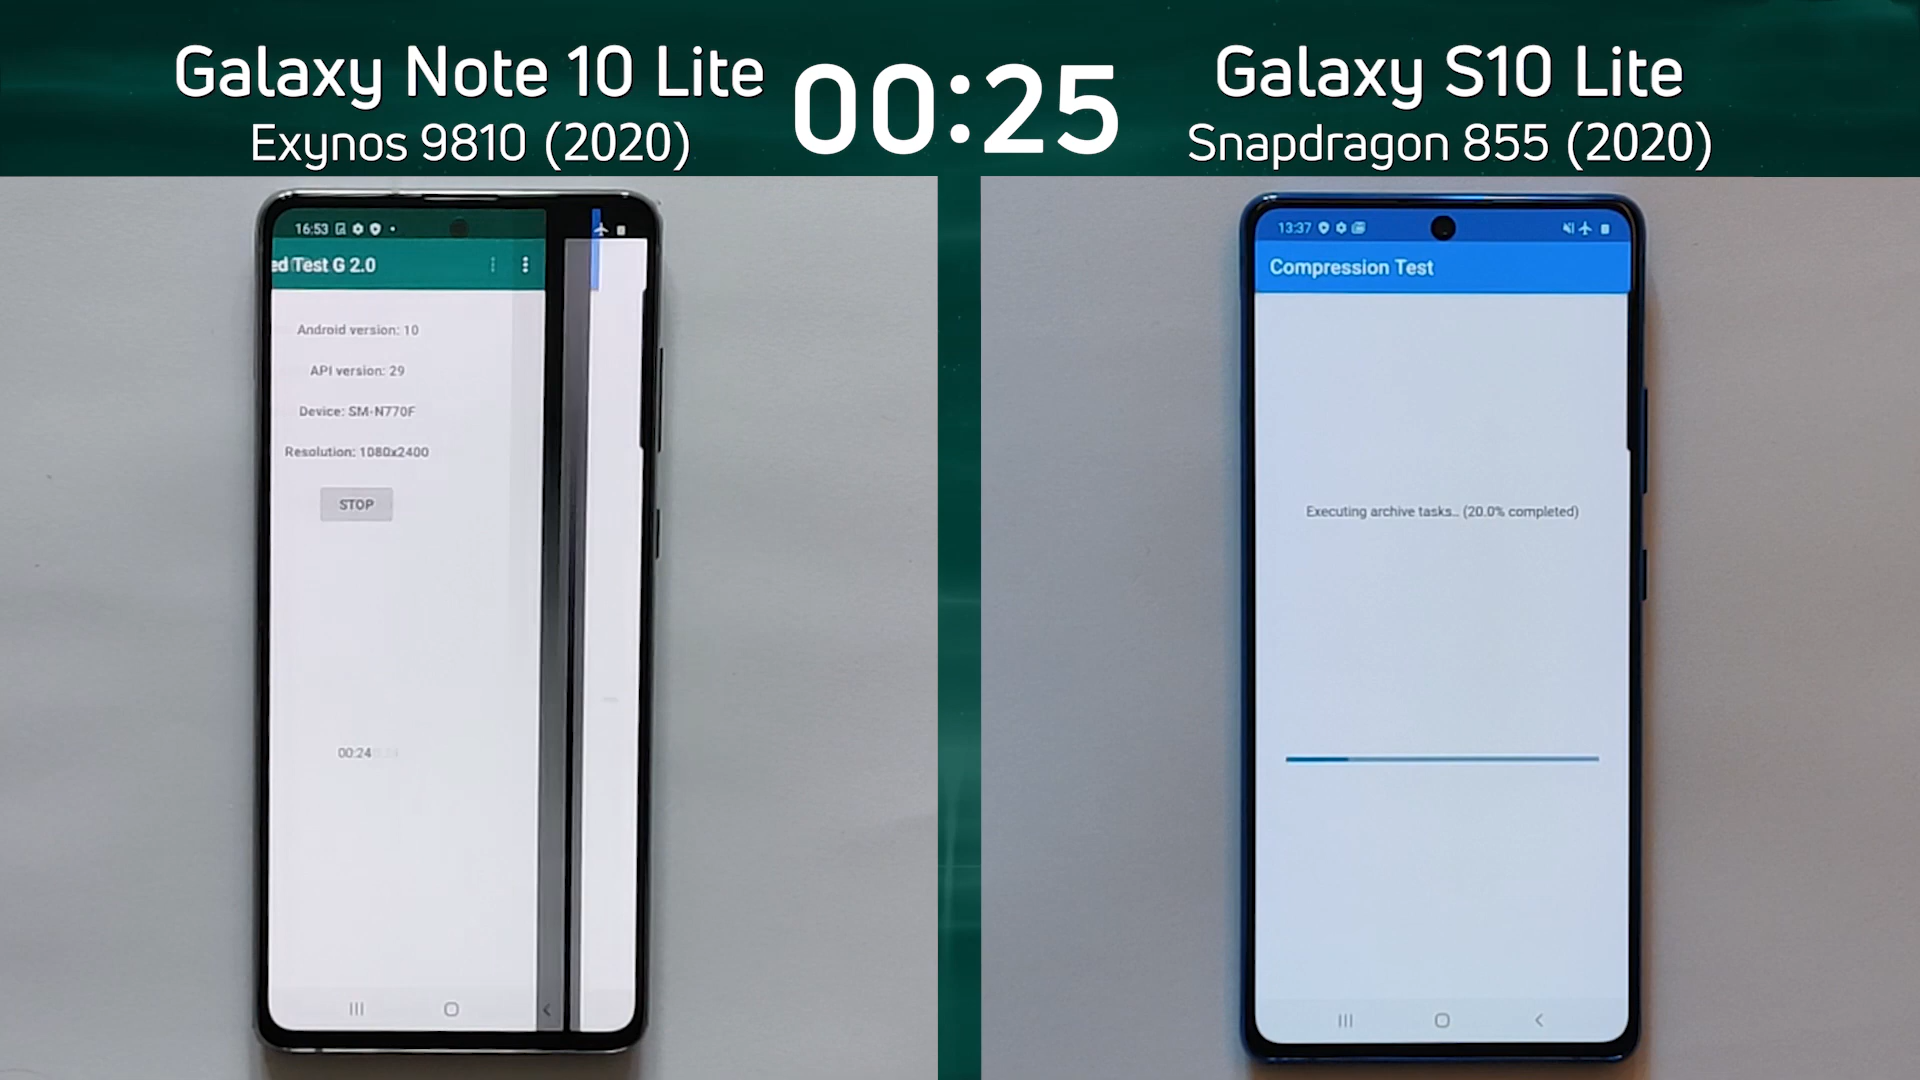 Galaxy Note 10 Lite
Exynos 9810 (2020)
00:25
Galaxy S10 Lite
Snapdragon 855 (2020)
16:53
ed Test G 2.0
Android version: 10
API version: 29
Device: SM-N770F
Resolution: 1080x2400
STOP
00:24
13:37
Compression Test
Executing archive tasks... (20.0% completed)